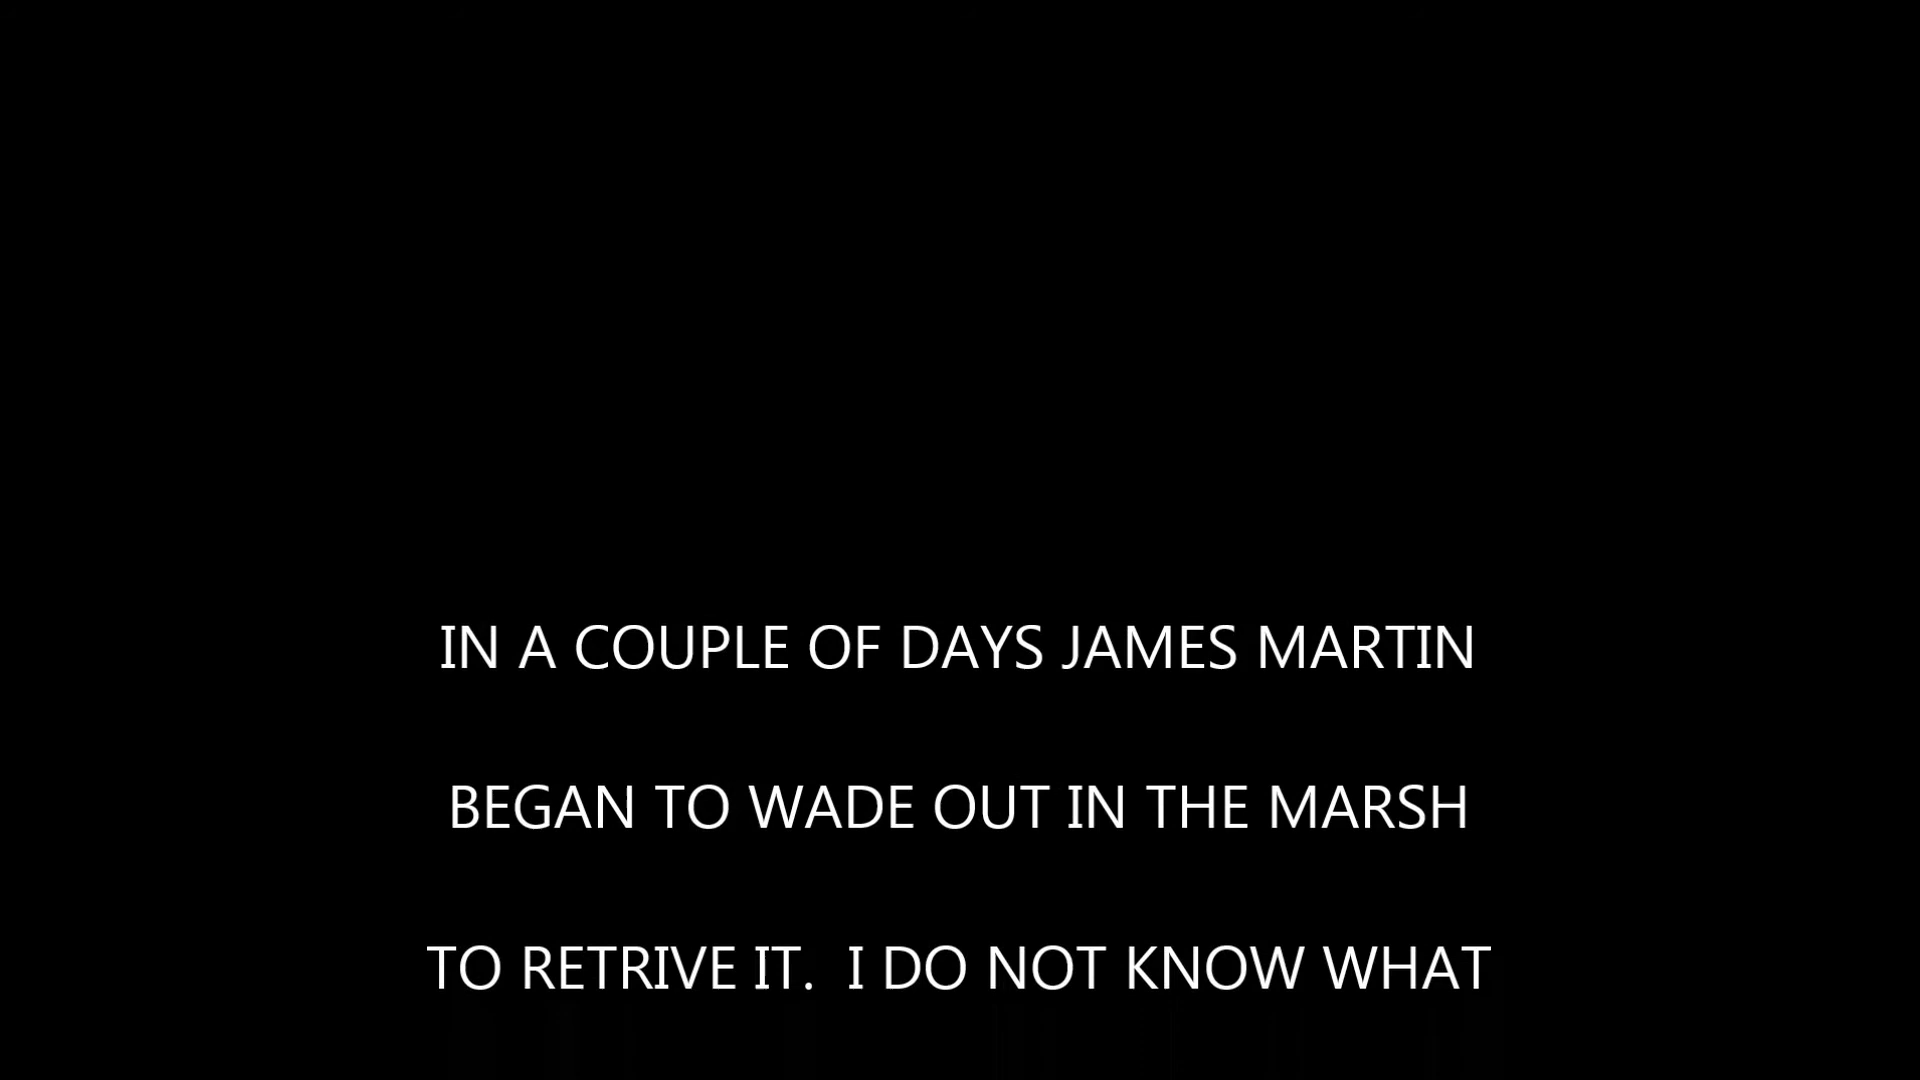 IN A COUPLE OF DAYS JAMES MARTIN
BEGAN TO WADE OUT IN THE MARSH
TO RETRIVE IT.  I DO NOT KNOW WHAT